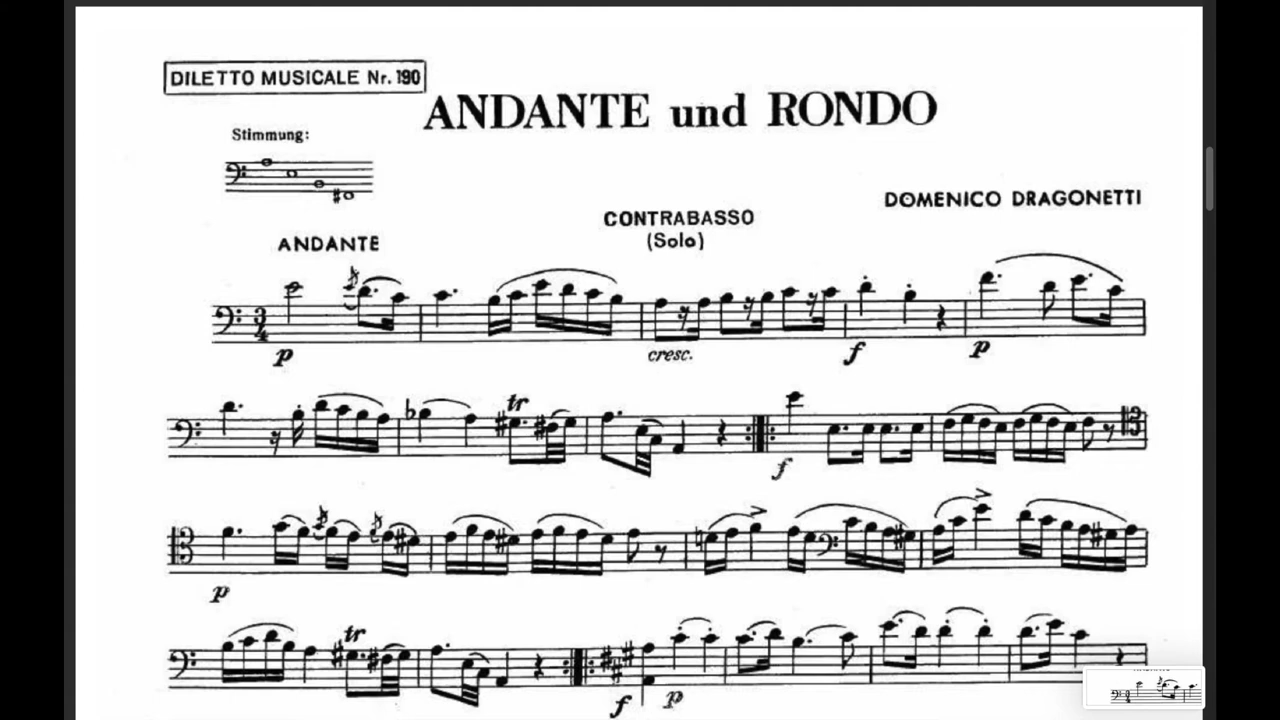 DILETTO MUSICALE Nr. 190
ANDANTE und RONDO
Stimmung:
DOMENICO DRAGONETTI
CONTRABASSO
(Solo)
ANDANTE
p cresc. f p
tr
f
p
tr
f p